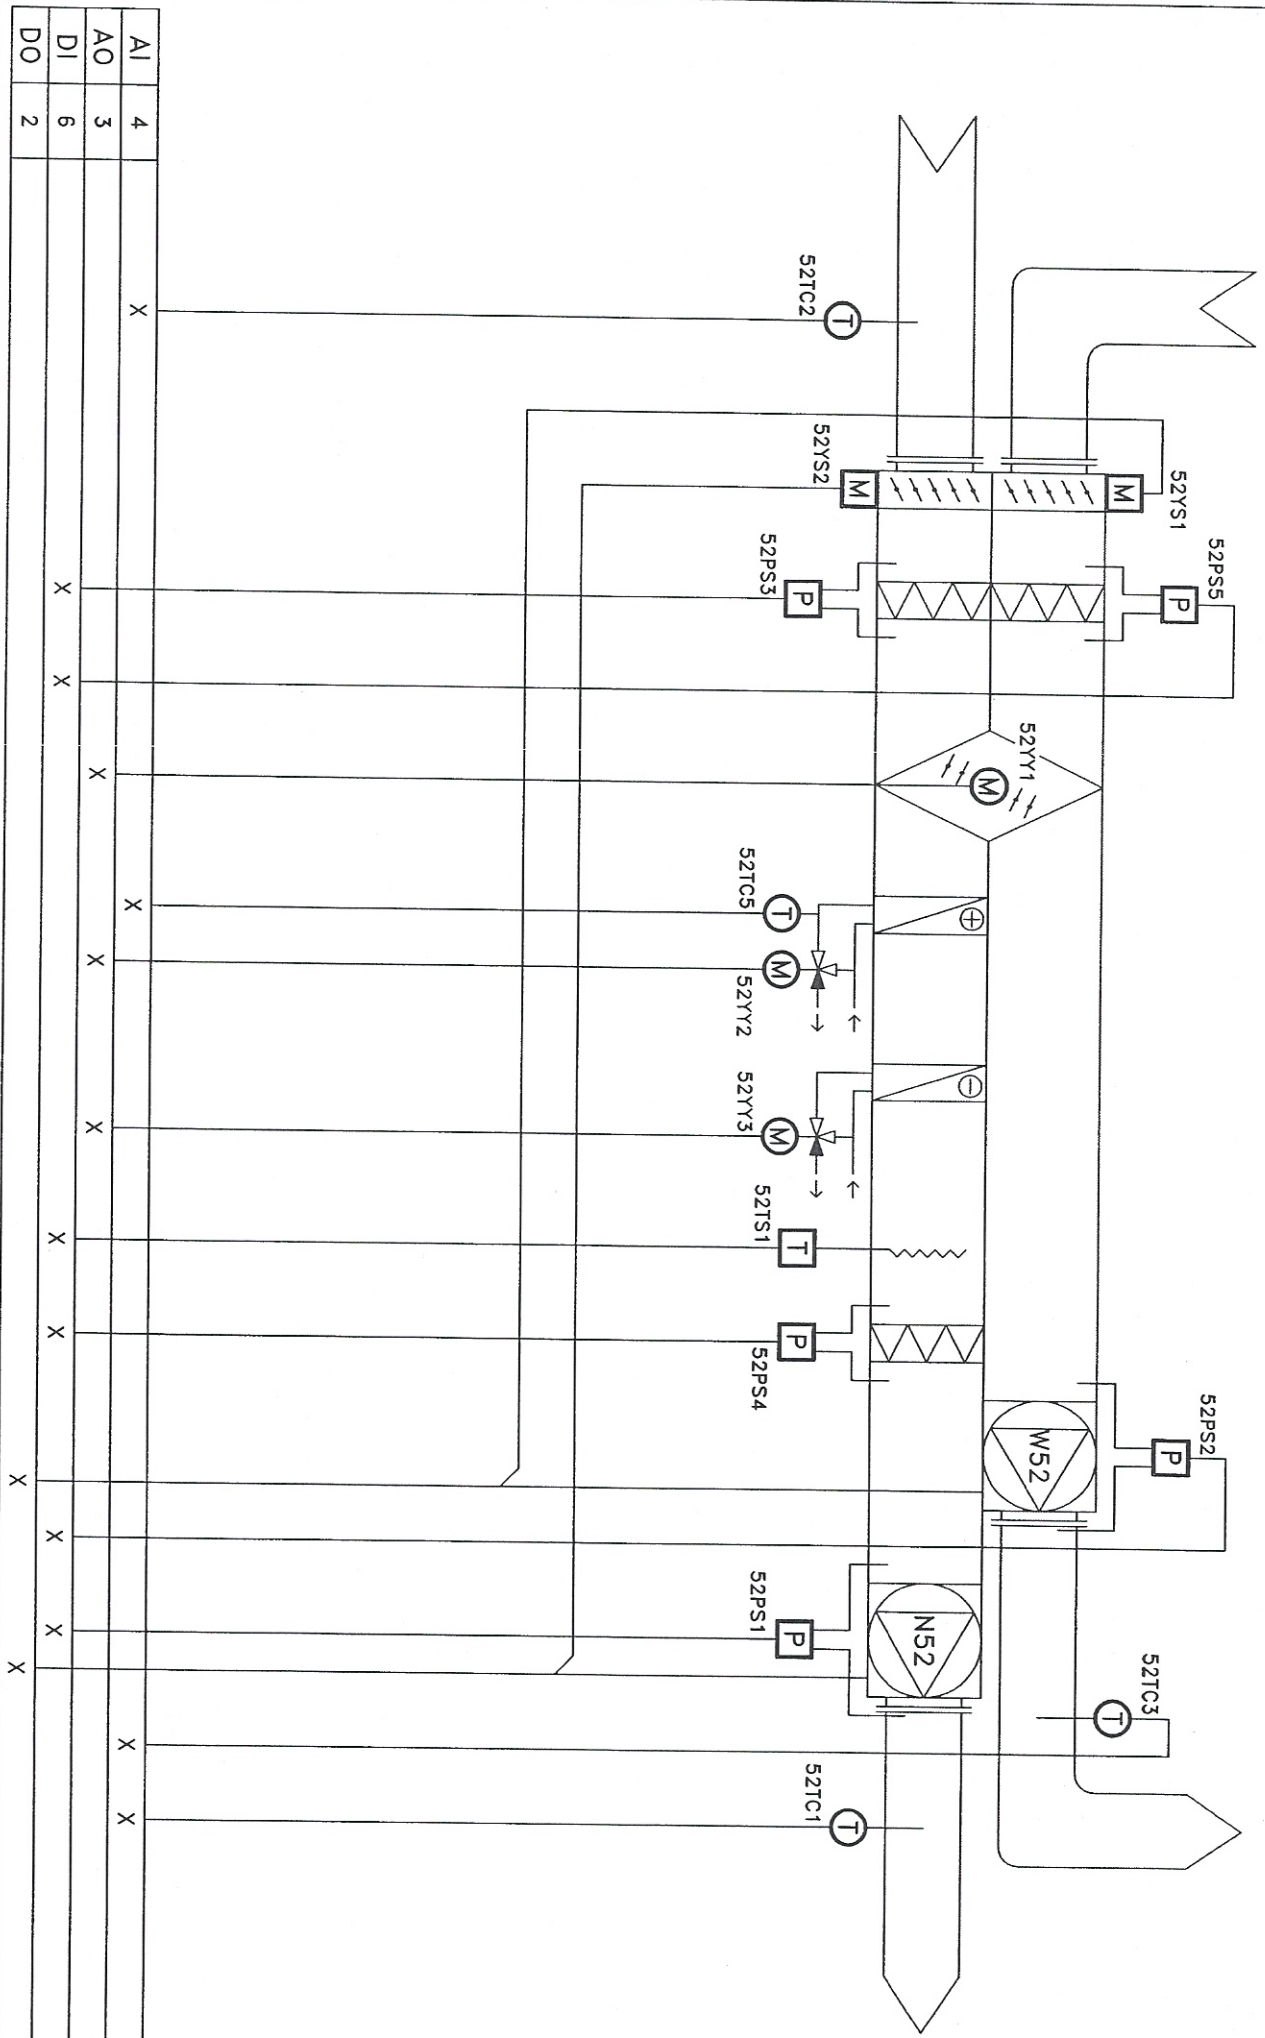 52PS5
52PS2
P
P
52YS1
52TC3
M
T
52YY1
W52
M
N52
52TC2
52YS2
52TC1
T
M
T
52PS3
52TC5
52YY2
52YY3
52TS1
52PS4
52PS1
P
T
M
M
T
P
P
AI 4 X X X X
AO 3 X X X
DI 6 X X X X X X
DO 2 X X